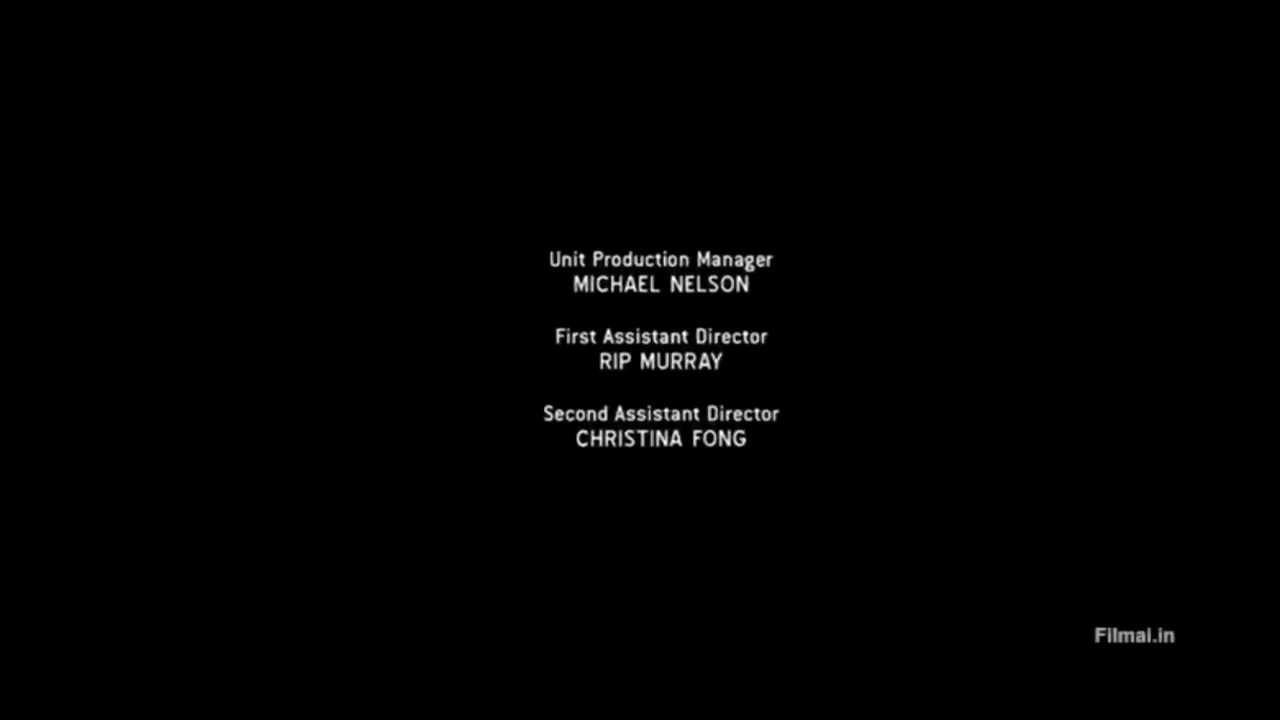 Unit Production Manager
MICHAEL NELSON
First Assistant Director
RIP MURRAY
Second Assistant Director
CHRISTINA FONG
Filmai.in